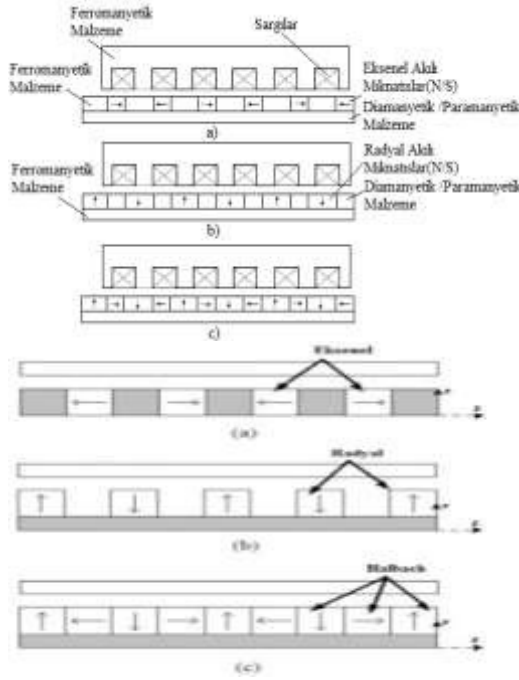 Ferromanyetik
Malzeme
Sargılar
Ferromanyetik
Malzeme
Eksenel Akılı
Mıknatıslar(N/S)
Diamanyetik /Paramanyetik
Malzeme
a)
Ferromanyetik
Malzeme
Radyal Akılı
Mıknatıslar(N/S)
Diamanyetik /Paramanyetik
Malzeme
b)
c)
Eksenel
r
z
(a)
Radyal
r
z
(b)
Halbach
r
z
(c)